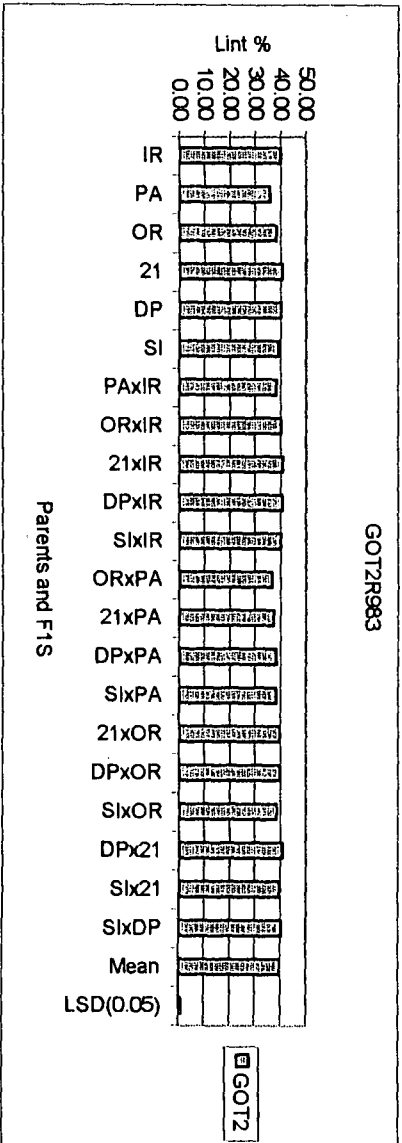 GOT2R983
Lint %
50.00
40.00
30.00
20.00
10.00
0.00
IR
PA
OR
21
DP
SI
PAxIR
ORxIR
21xIR
DPxIR
SIxIR
ORxPA
21xPA
DPxPA
SIxPA
21xOR
DPxOR
SIxOR
DPx21
SIx21
SIxDP
Mean
LSD(0.05)
Parents and F1S
GOT2